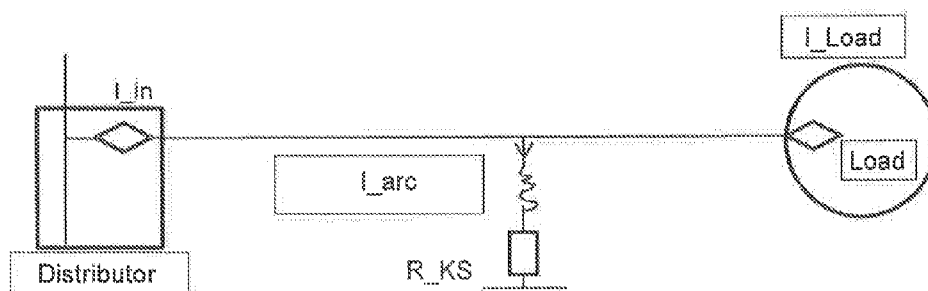 I_Load
I_in
Load
I_arc
R_KS
Distributor